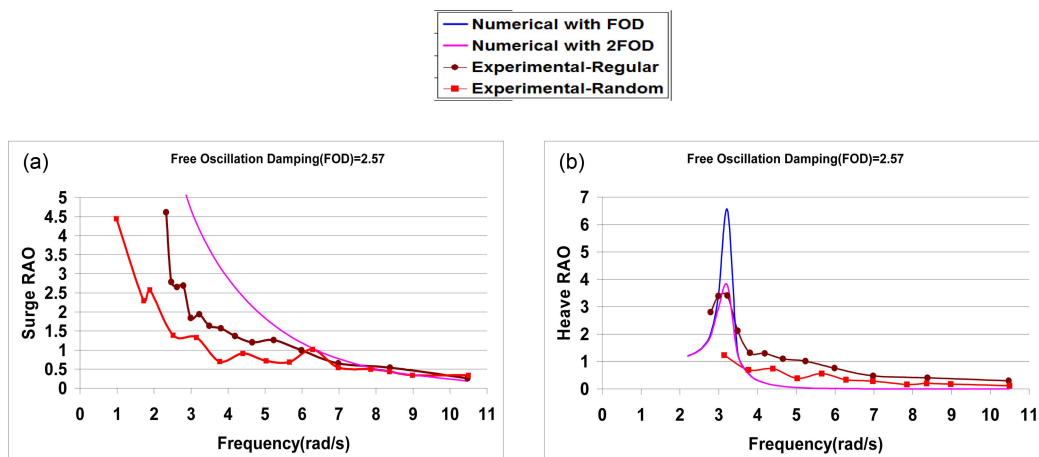 Numerical with FOD
Numerical with 2FOD
Experimental-Regular
Experimental-Random
(a)
Free Oscillation Damping(FOD)=2.57
Surge RAO
5
4.5
4
3.5
3
2.5
2
1.5
1
0.5
0
0 1 2 3 4 5 6 7 8 9 10 11
Frequency(rad/s)
(b)
Free Oscillation Damping(FOD)=2.57
Heave RAO
7
6
5
4
3
2
1
0
0 1 2 3 4 5 6 7 8 9 10 11
Frequency(rad/s)